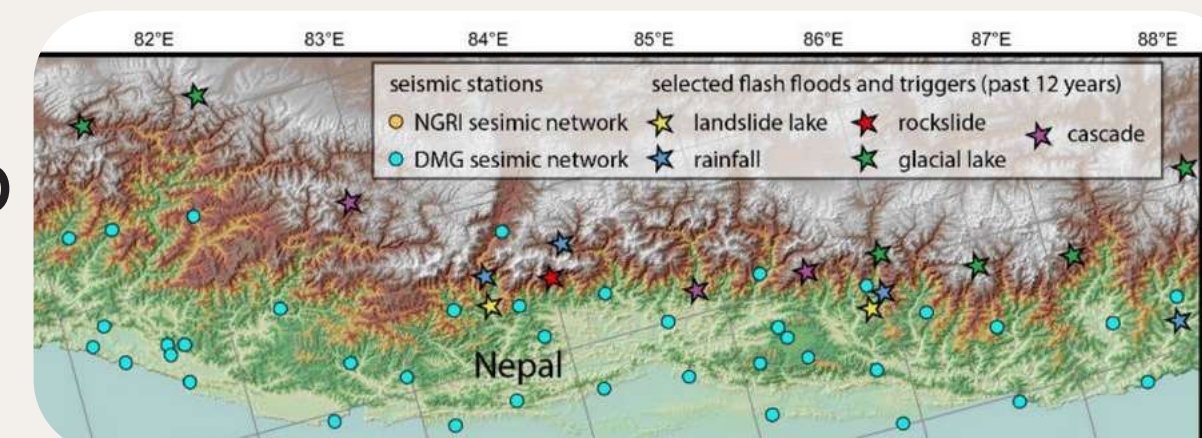 82°E 83°E 84°E 85°E 86°E 87°E 88°E
seismic stations
NGRI sesimic network
DMG sesimic network
selected flash floods and triggers (past 12 years)
landslide lake
rainfall
rockslide
glacial lake
cascade
Nepal